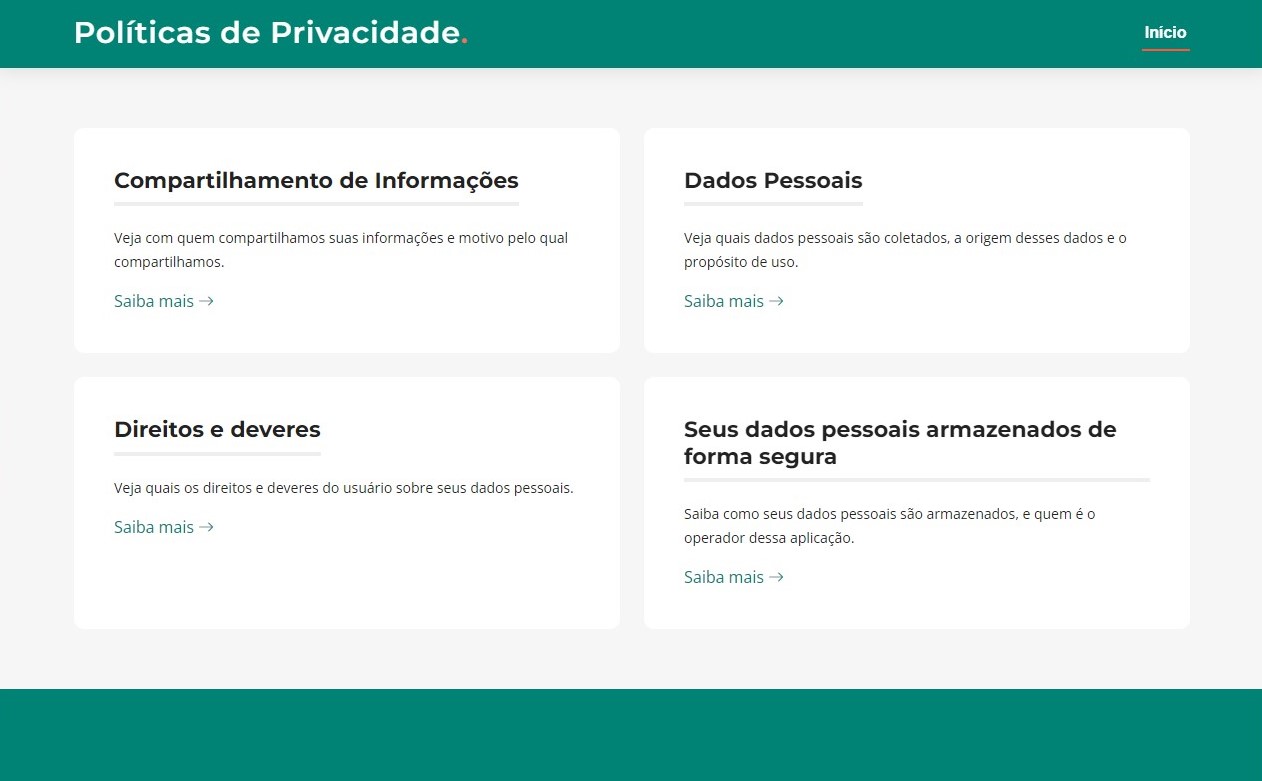 Políticas de Privacidade.
Início
Compartilhamento de Informações
Veja com quem compartilhamos suas informações e motivo pelo qual
compartilhamos.
Saiba mais →
Dados Pessoais
Veja quais dados pessoais são coletados, a origem desses dados e o
propósito de uso.
Saiba mais →
Direitos e deveres
Veja quais os direitos e deveres do usuário sobre seus dados pessoais.
Saiba mais →
Seus dados pessoais armazenados de
forma segura
Saiba como seus dados pessoais são armazenados, e quem é o
operador dessa aplicação.
Saiba mais →